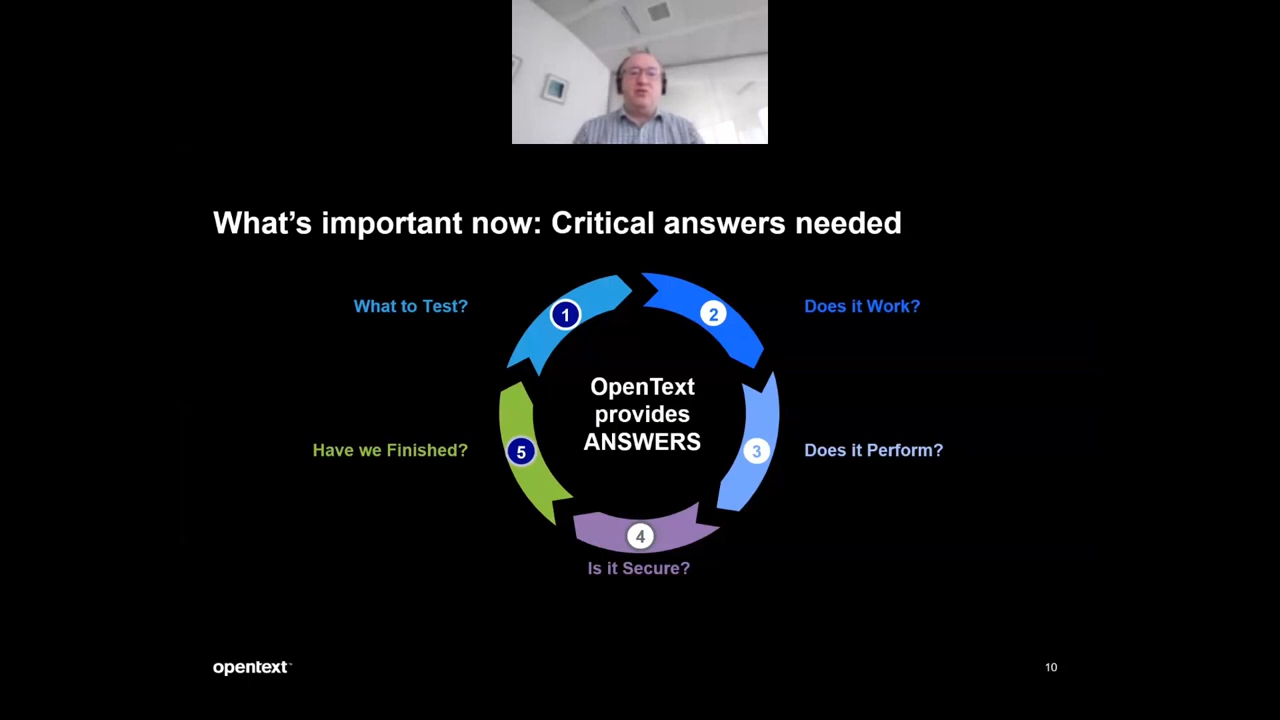 What's important now: Critical answers needed
What to Test?
1
2
Does it Work?
OpenText
provides
ANSWERS
Have we Finished?
5
3
Does it Perform?
4
Is it Secure?
opentext™
10